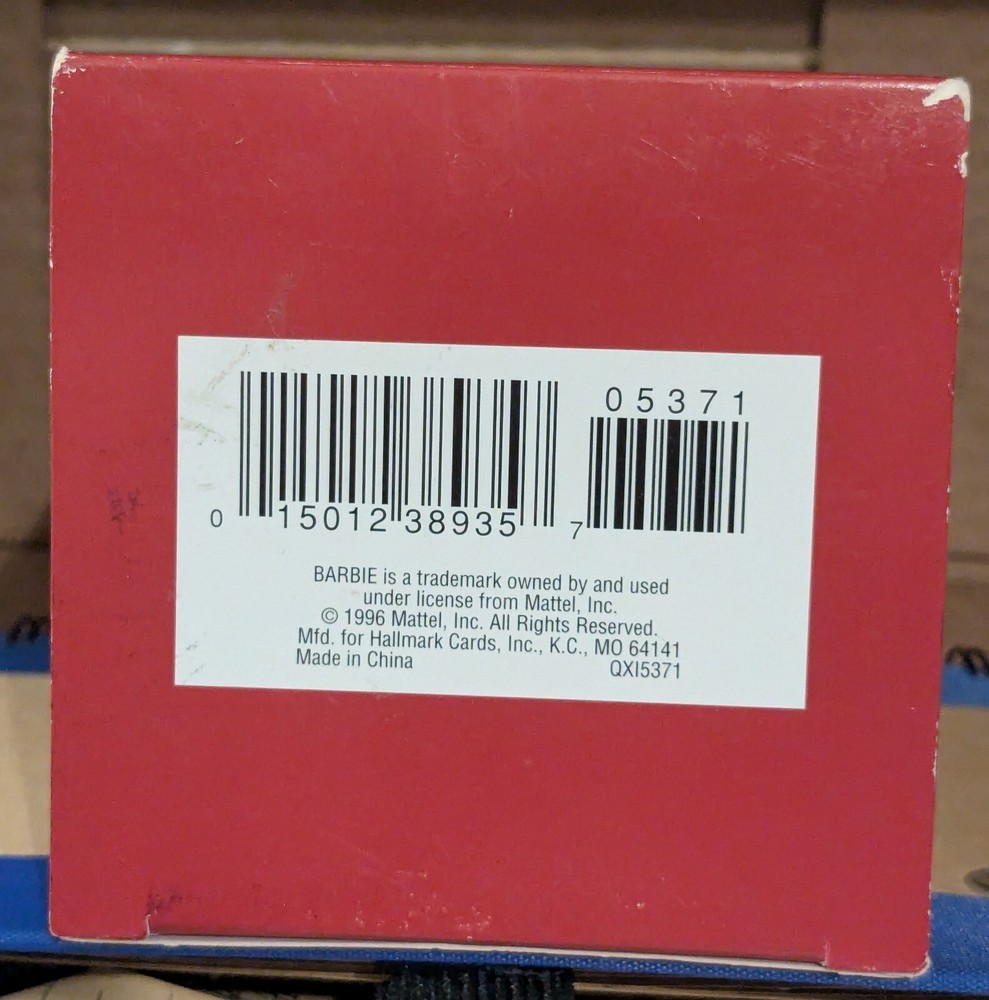 05371
0 15012 38935 7
BARBIE is a trademark owned by and used
under license from Mattel, Inc.
© 1996 Mattel, Inc. All Rights Reserved.
Mfd. for Hallmark Cards, Inc., K.C., MO 64141
Made in China QXI5371